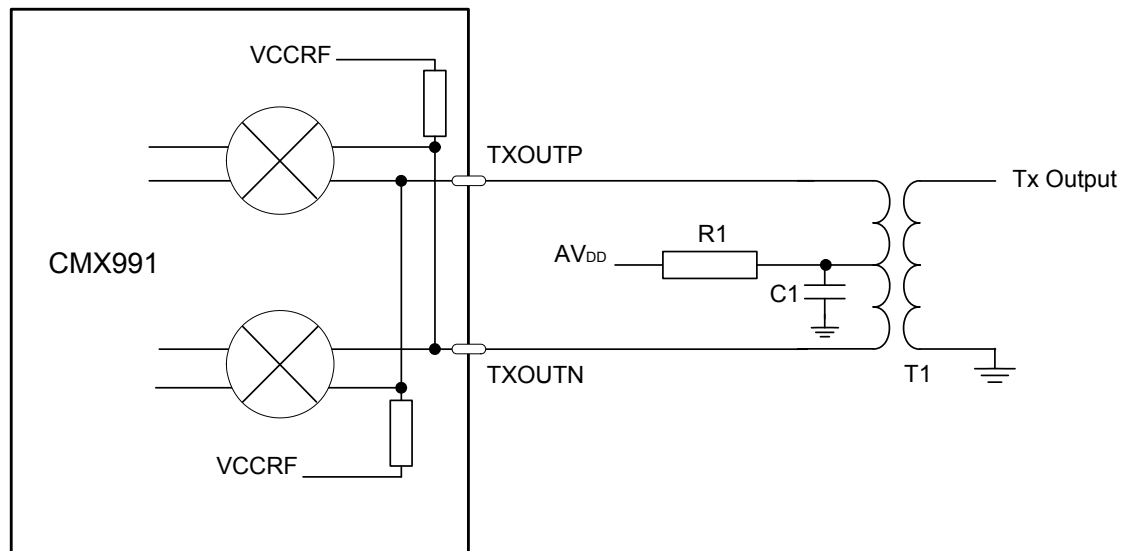 VCCRF
TXOUTP
Tx Output
R1
AVDD
CMX991
C1
TXOUTN
T1
VCCRF